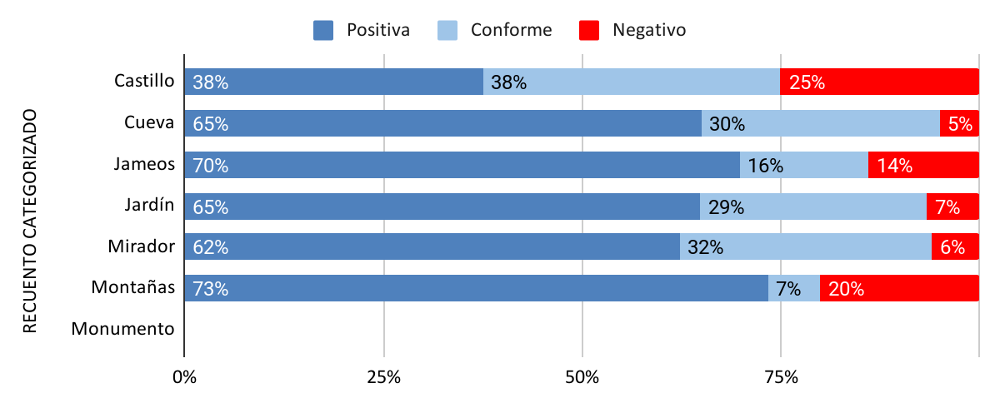 Positiva Conforme Negativo
RECUENTO CATEGORIZADO
Castillo 38% 38% 25%
Cueva 65% 30% 5%
Jameos 70% 16% 14%
Jardín 65% 29% 7%
Mirador 62% 32% 6%
Montañas 73% 7% 20%
Monumento
0% 25% 50% 75%